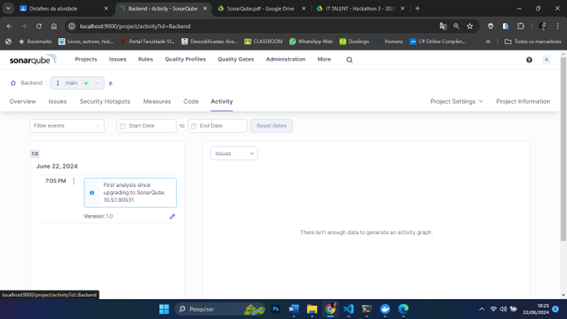 Detalhes da atividade
Backend - Activity - SonarQube
SonarQube.pdf - Google Drive
IT TALENT - Hackathon 3 - 202
localhost:9000/project/activity?id=Backend
Bookmarks
Livros, autores, hist...
Portal Faculdade Vi...
Descodificadas: Aca...
CLASSROOM
WhatsApp Web
Duolingo
C# Online Compiler...
Todos os marcadores
sonarqube
Projects
Issues
Rules
Quality Profiles
Quality Gates
Administration
More
A
Backend / main
Overview
Issues
Security Hotspots
Measures
Code
Activity
Project Settings
Project Information
Filter events
Start Date
to
End Date
Reset dates
1.0
June 22, 2024
7:05 PM
First analysis since
upgrading to SonarQube
10.5.1.90531
Version: 1.0
Issues
There isn't enough data to generate an activity graph.
localhost:9000/project/activity?id=Backend
Pesquisar
19:25
22/06/2024